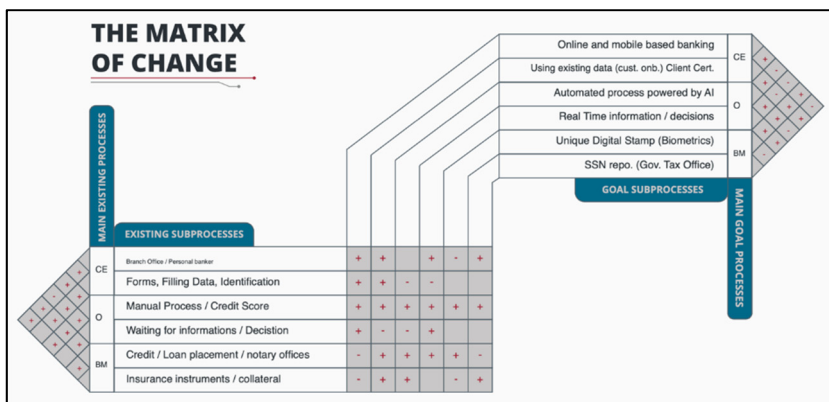 THE MATRIX
OF CHANGE
Online and mobile based banking
Using existing data (cust. onb.) Client Cert.
Automated process powered by AI
Real Time information / decisions
Unique Digital Stamp (Biometrics)
SSN repo. (Gov. Tax Office)
CE
O
BM
GOAL SUBPROCESSES
MAIN GOAL PROCESSES
MAIN EXISTING PROCESSES
EXISTING SUBPROCESSES
CE
O
BM
Branch Office / Personal banker
Forms, Filling Data, Identification
Manual Process / Credit Score
Waiting for informations / Decistion
Credit / Loan placement / notary offices
Insurance instruments / collateral
+ + + - +
+ + - -
+ + + + + +
+ - - +
- + + + + -
- + + - +